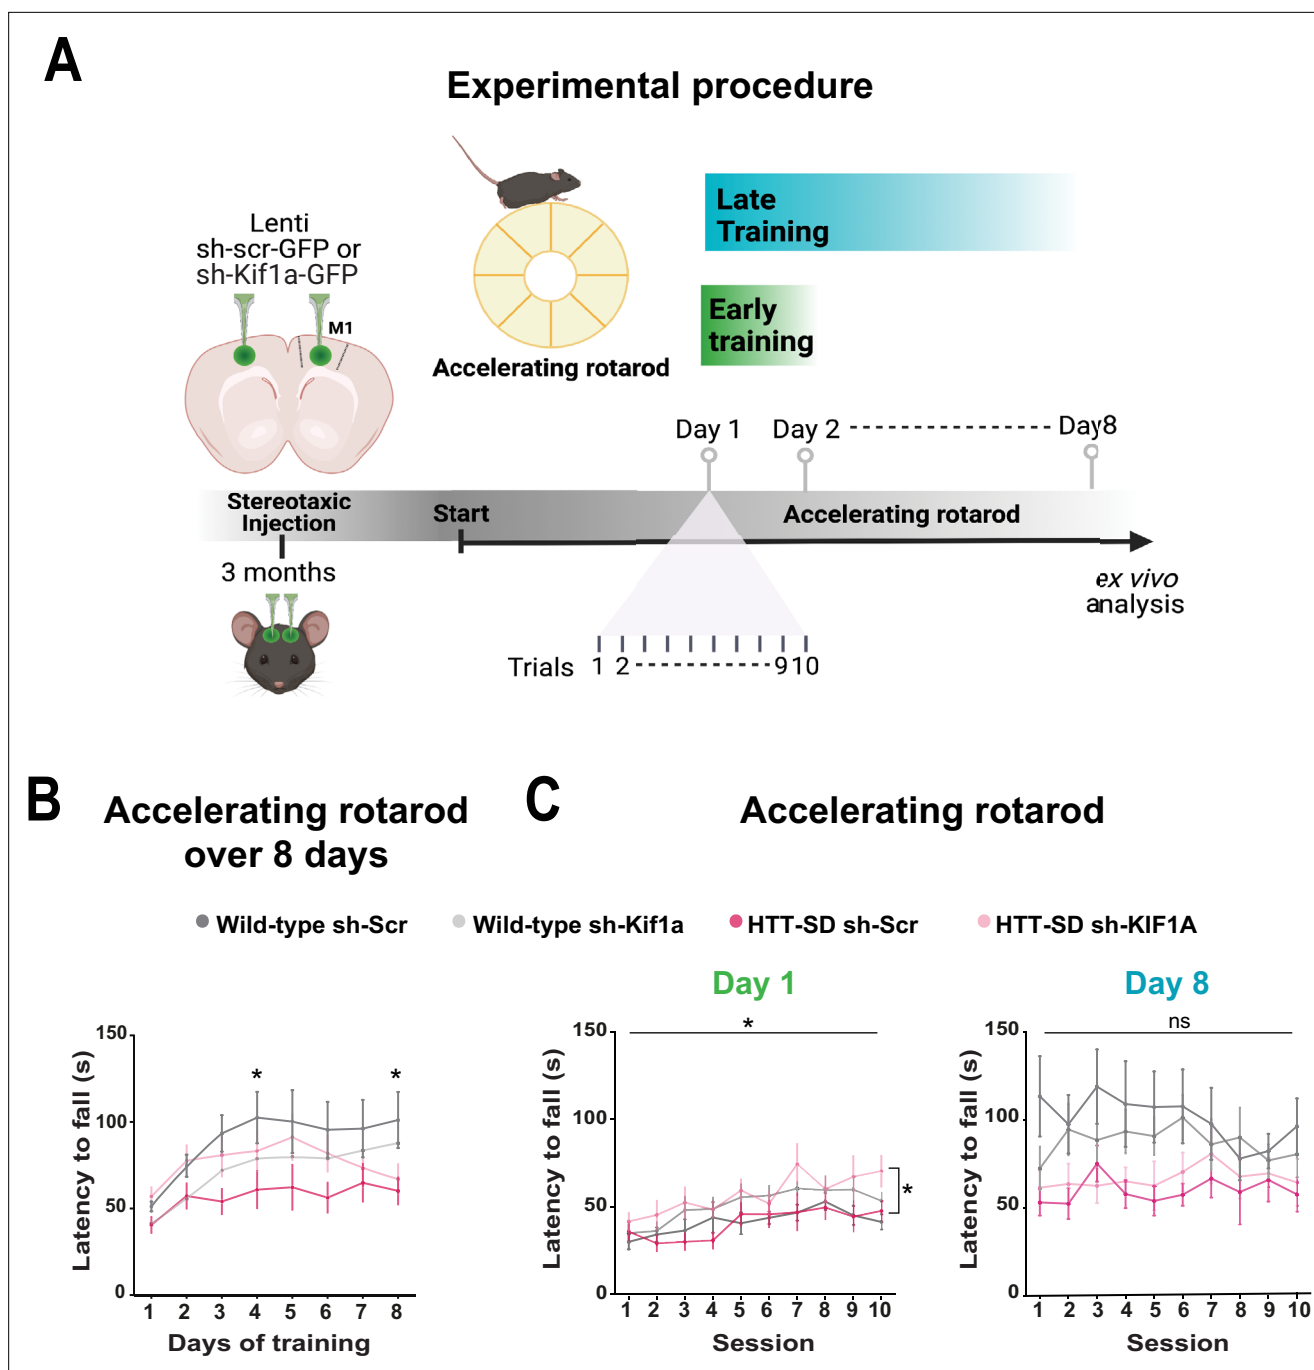 A
Experimental procedure
Lenti
sh-scr-GFP or
sh-Kif1a-GFP
M1
Accelerating rotarod
Late
Training
Early
training
Day 1
Day 2
Day8
Stereotaxic
Injection
Start
Accelerating rotarod
3 months
ex vivo
analysis
Trials 1 2 9 10
B
Accelerating rotarod
over 8 days
C
Accelerating rotarod
Wild-type sh-Scr
Wild-type sh-Kif1a
HTT-SD sh-Scr
HTT-SD sh-KIF1A
Latency to fall (s)
150
100
50
0
* *
1 2 3 4 5 6 7 8
Days of training
Day 1
Latency to fall (s)
150
100
50
0
*
*
1 2 3 4 5 6 7 8 9 10
Session
Day 8
Latency to fall (s)
150
100
50
0
ns
1 2 3 4 5 6 7 8 9 10
Session